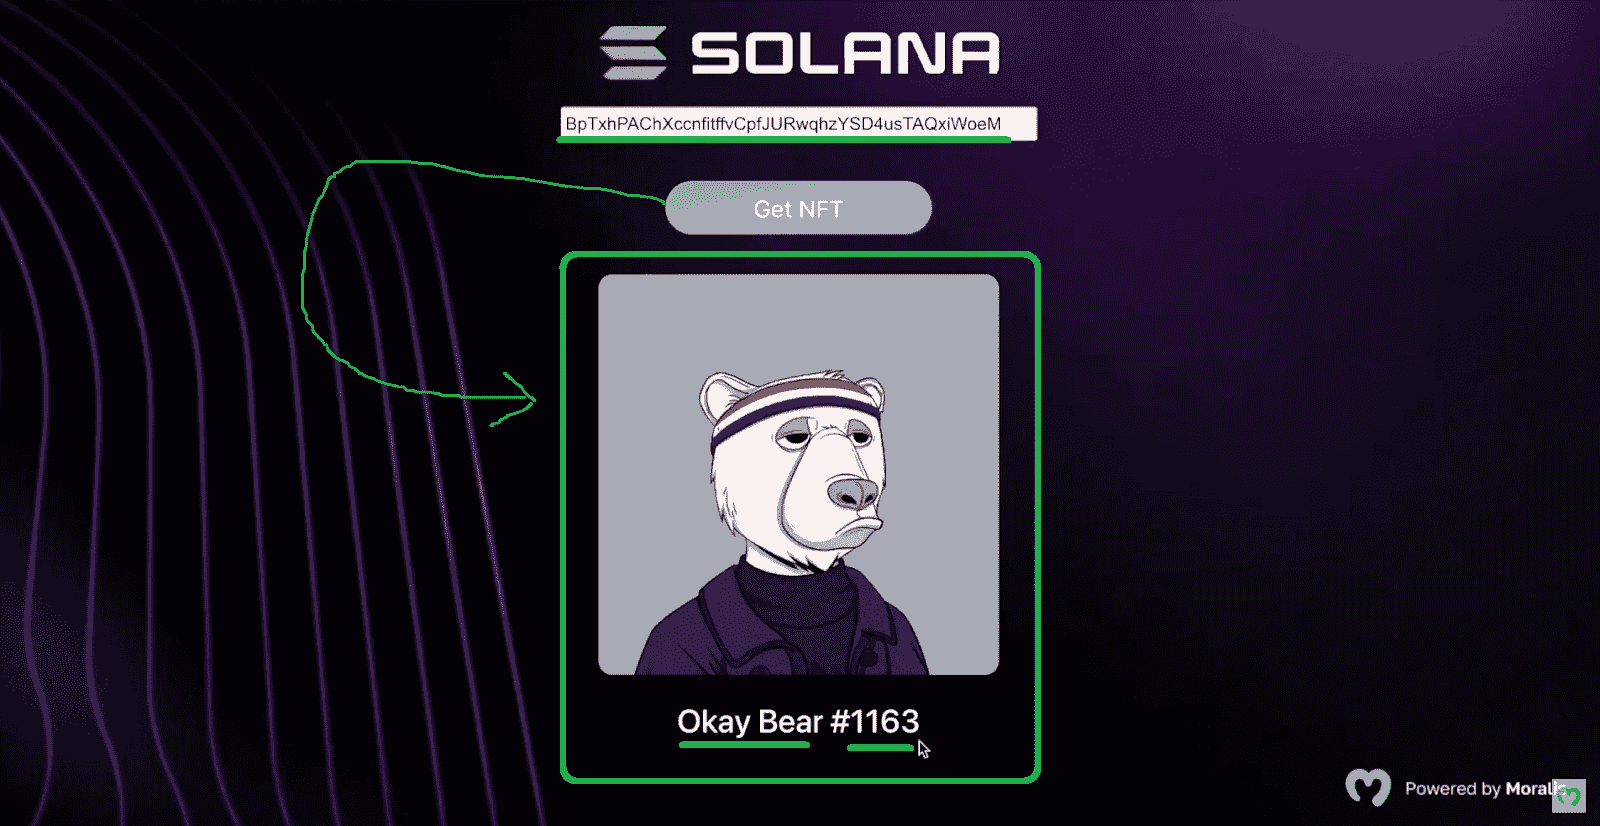 SOLANA
BpTxhPAChXccnfitffvCpfJURwqhzYSD4usTAQxiWoeM
Get NFT
Okay Bear #1163
Powered by Moralis